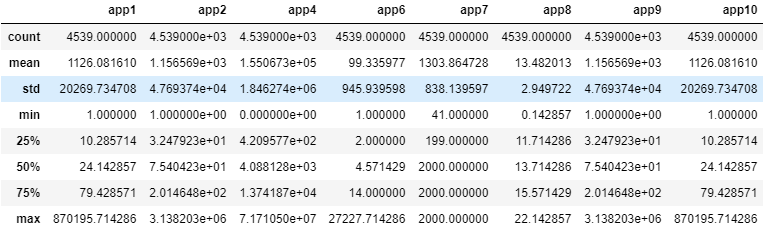 app1 app2 app4 app6 app7 app8 app9 app10
count 4539.000000 4.539000e+03 4.539000e+03 4539.000000 4539.000000 4539.000000 4.539000e+03 4539.000000
mean 1126.081610 1.156569e+03 1.550673e+05 99.335977 1303.864728 13.482013 1.156569e+03 1126.081610
std 20269.734708 4.769374e+04 1.846274e+06 945.939598 838.139597 2.949722 4.769374e+04 20269.734708
min 1.000000 1.000000e+00 0.000000e+00 1.000000 41.000000 0.142857 1.000000e+00 1.000000
25% 10.285714 3.247923e+01 4.209577e+02 2.000000 199.000000 11.714286 3.247923e+01 10.285714
50% 24.142857 7.540423e+01 4.088128e+03 4.571429 2000.000000 13.714286 7.540423e+01 24.142857
75% 79.428571 2.014648e+02 1.374187e+04 14.000000 2000.000000 15.571429 2.014648e+02 79.428571
max 870195.714286 3.138203e+06 7.171050e+07 27227.714286 2000.000000 22.142857 3.138203e+06 870195.714286